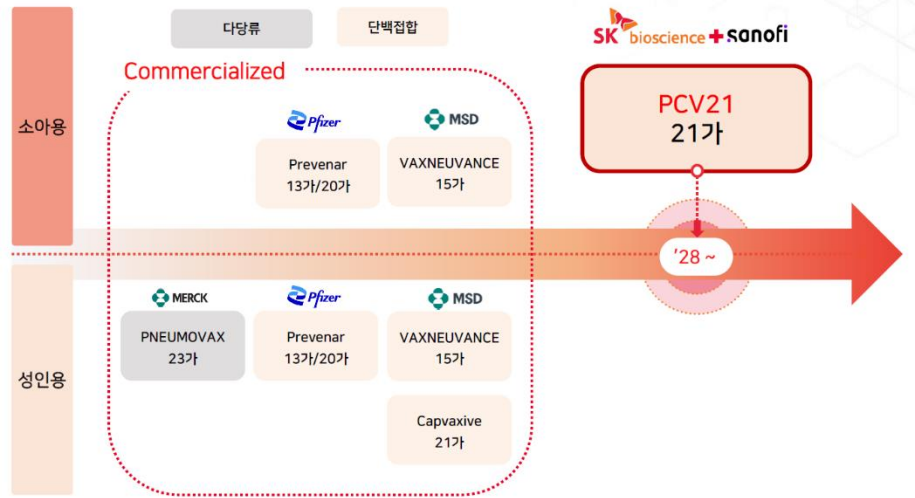 다당류
단백접합
SK bioscience + sanofi
Commercialized
PCV21
21가
소아용
Pfizer
MSD
Prevenar
13가/20가
VAXNEUVANCE
15가
'28 ~
MERCK
Pfizer
MSD
PNEUMOVAX
23가
Prevenar
13가/20가
VAXNEUVANCE
15가
성인용
Capvaxive
21가